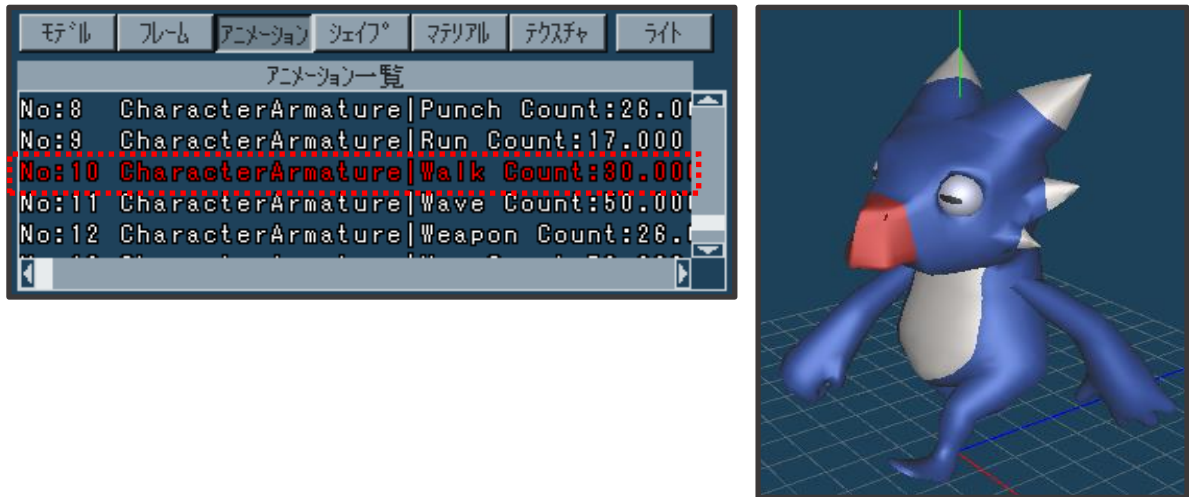 モデル フレーム アニメーション シェイプ マテリアル テクスチャ ライト
アニメーション一覧
No:8 CharacterArmature|Punch Count:26.0
No:9 CharacterArmature|Run Count:17.000
No:10 CharacterArmature|Walk Count:30.000
No:11 CharacterArmature|Wave Count:50.000
No:12 CharacterArmature|Weapon Count:26.